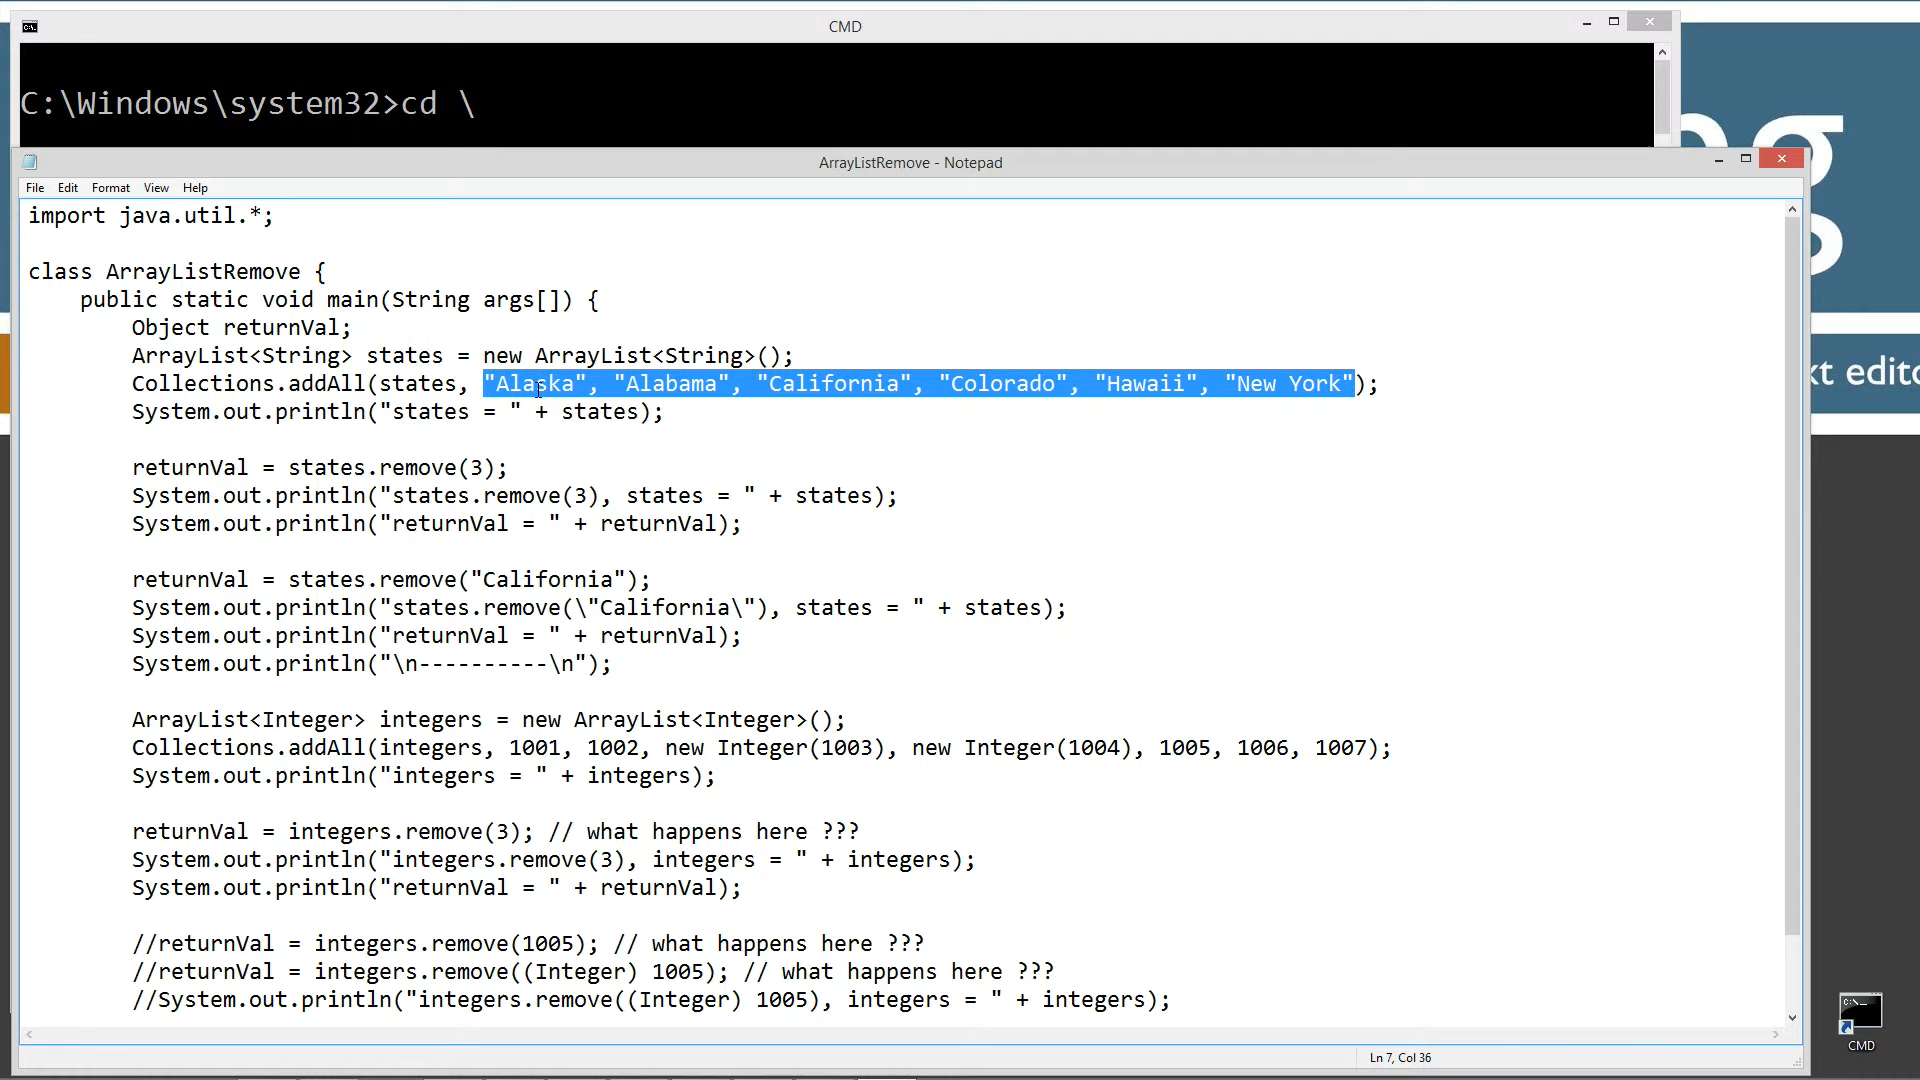 CMD
C:\Windows\system32>cd \
ArrayListRemove - Notepad
File Edit Format View Help
import java.util.*;
class ArrayListRemove {
public static void main(String args[]) {
Object returnVal;
ArrayList<String> states = new ArrayList<String>();
Collections.addAll(states, "Alaska", "Alabama", "California", "Colorado", "Hawaii", "New York");
System.out.println("states = " + states);
returnVal = states.remove(3);
System.out.println("states.remove(3), states = " + states);
System.out.println("returnVal = " + returnVal);
returnVal = states.remove("California");
System.out.println("states.remove(\"California\"), states = " + states);
System.out.println("returnVal = " + returnVal);
System.out.println("\n----------\n");
ArrayList<Integer> integers = new ArrayList<Integer>();
Collections.addAll(integers, 1001, 1002, new Integer(1003), new Integer(1004), 1005, 1006, 1007);
System.out.println("integers = " + integers);
returnVal = integers.remove(3); // what happens here ???
System.out.println("integers.remove(3), integers = " + integers);
System.out.println("returnVal = " + returnVal);
//returnVal = integers.remove(1005); // what happens here ???
//returnVal = integers.remove((Integer) 1005); // what happens here ???
//System.out.println("integers.remove((Integer) 1005), integers = " + integers);
Ln 7, Col 36
CMD